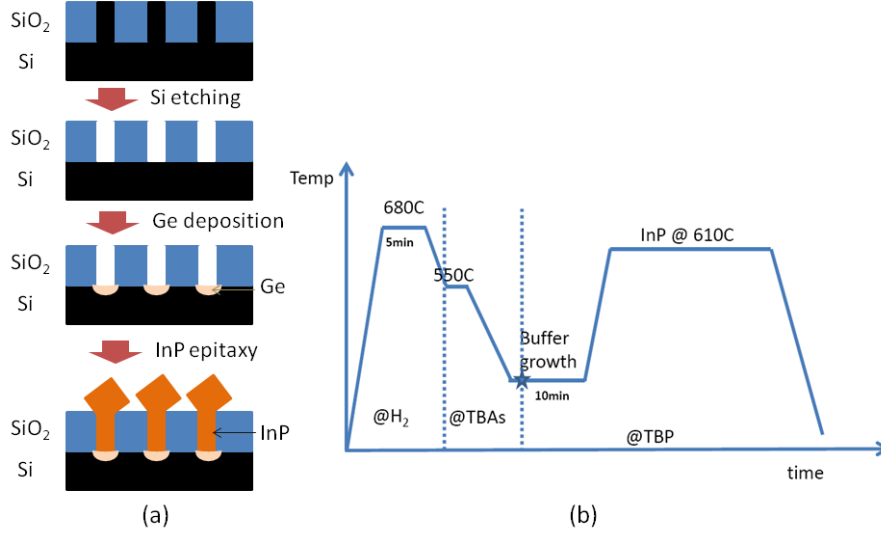 SiO₂
Si
Si etching
SiO₂
Si
Ge deposition
SiO₂
Si
Ge
InP epitaxy
SiO₂
Si
InP
(a)
Temp
680C
5min
550C
InP @ 610C
Buffer
growth
10min
@H₂
@TBAs
@TBP
time
(b)